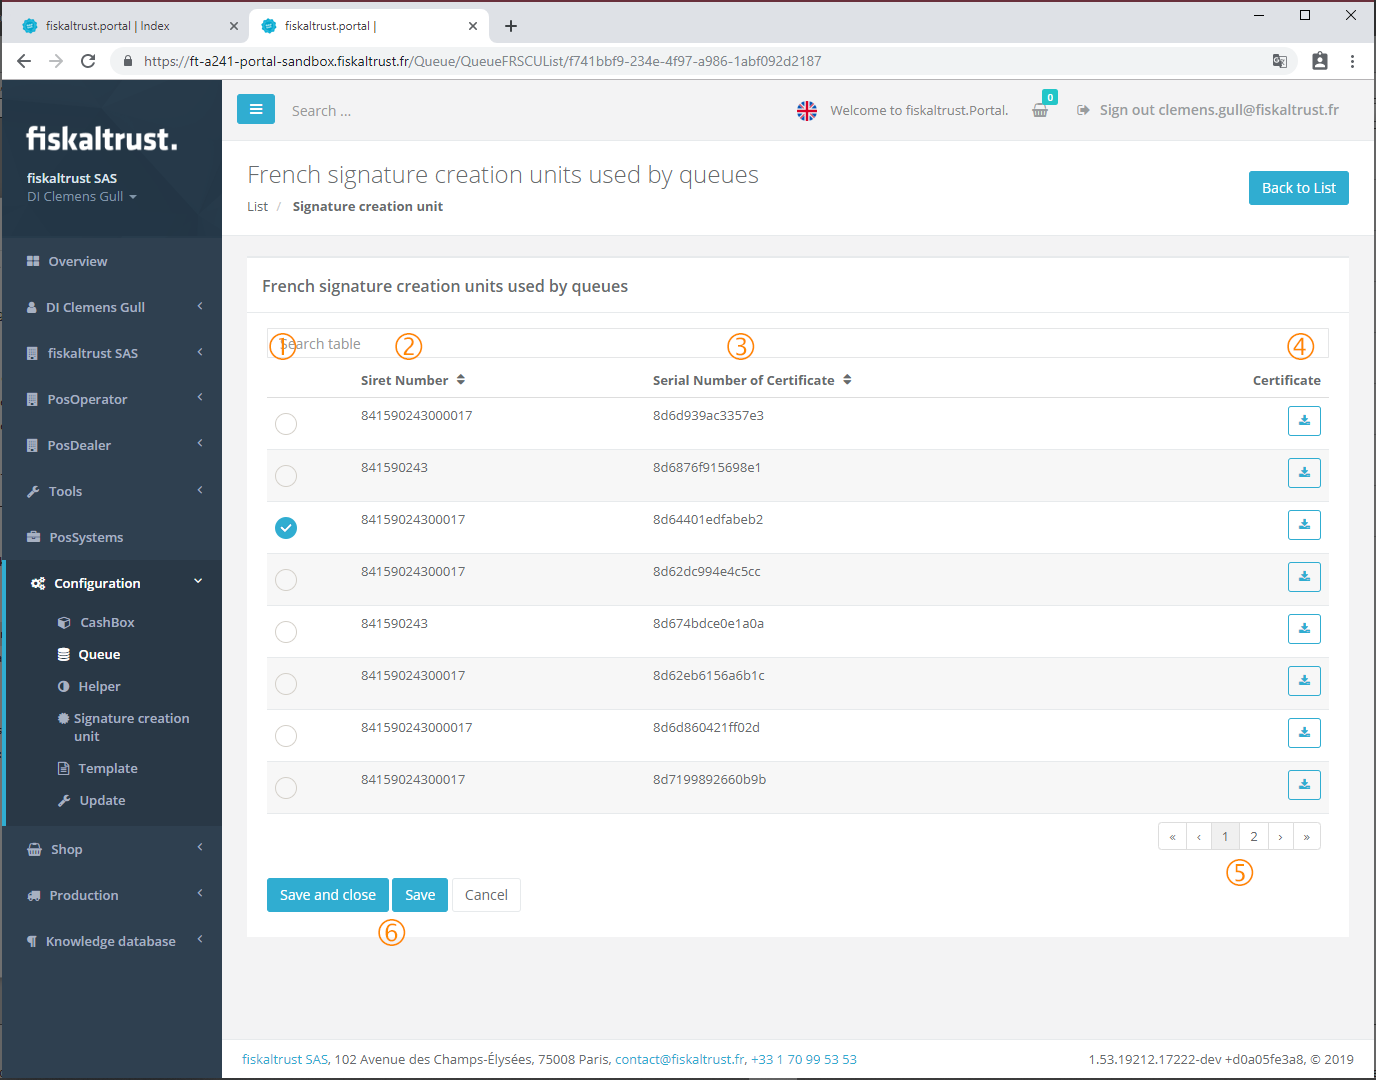 fiskaltrust.portal | Index
fiskaltrust.portal |
https://ft-a241-portal-sandbox.fiskaltrust.fr/Queue/QueueFRSCUList/f741bbf9-234e-4f97-a986-1abf092d2187
fiskaltrust.
fiskaltrust SAS
DI Clemens Gull
Overview
DI Clemens Gull
fiskaltrust SAS
PosOperator
PosDealer
Tools
PosSystems
Configuration
CashBox
Queue
Helper
Signature creation
unit
Template
Update
Shop
Production
Knowledge database
Search ...
Welcome to fiskaltrust.Portal.
0
Sign out clemens.gull@fiskaltrust.fr
French signature creation units used by queues
List / Signature creation unit
Back to List
French signature creation units used by queues
Search table
① ② ③ ④
Siret Number Serial Number of Certificate Certificate
841590243000017 8d6d939ac3357e3
841590243 8d6876f915698e1
84159024300017 8d64401edfabeb2
84159024300017 8d62dc994e4c5cc
841590243 8d674bdce0e1a0a
84159024300017 8d62eb6156a6b1c
841590243000017 8d6d860421ff02d
84159024300017 8d7199892660b9b
« ‹ 1 2 › »
⑤
Save and close Save Cancel
⑥
fiskaltrust SAS, 102 Avenue des Champs-Élysées, 75008 Paris, contact@fiskaltrust.fr, +33 1 70 99 53 53
1.53.19212.17222-dev +d0a05fe3a8, © 2019